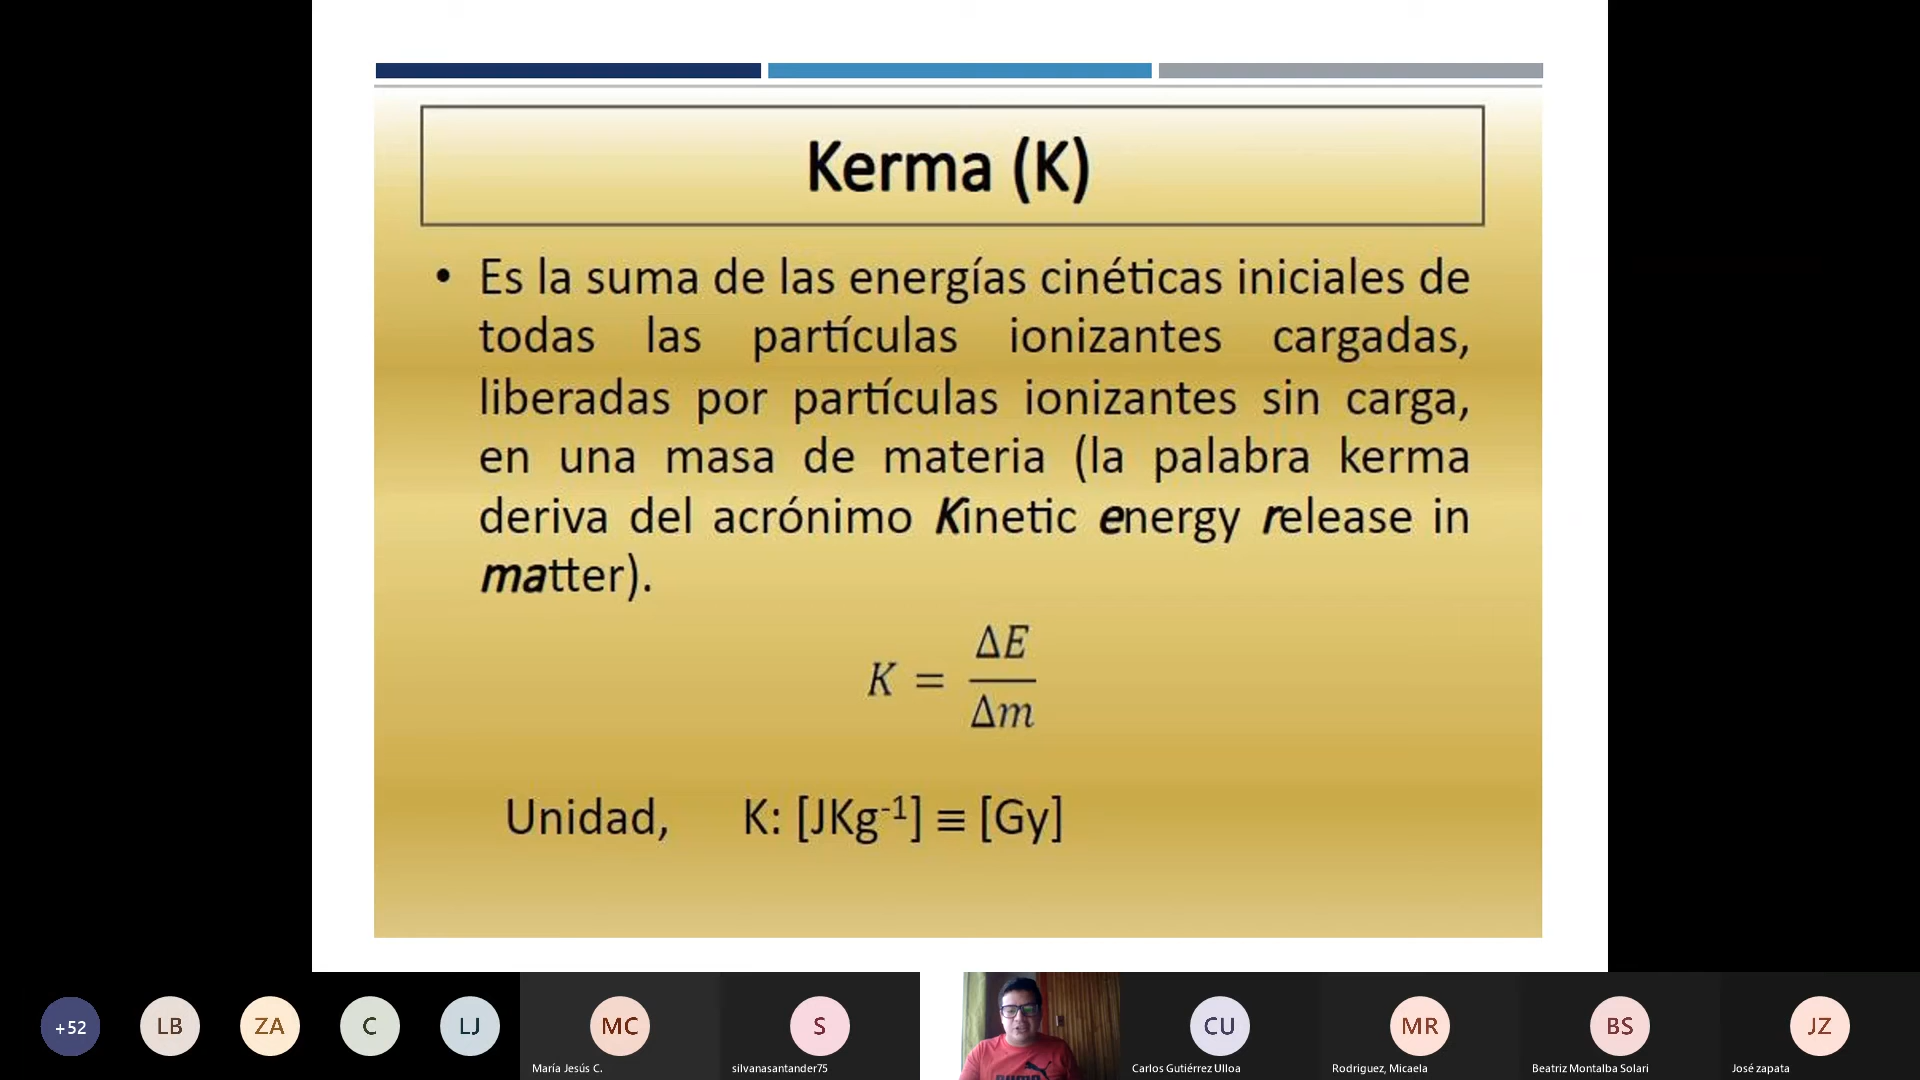 Kerma (K)
• Es la suma de las energías cinéticas iniciales de
todas las partículas ionizantes cargadas,
liberadas por partículas ionizantes sin carga,
en una masa de materia (la palabra kerma
deriva del acrónimo Kinetic energy release in
matter).
K = ΔE/Δm
Unidad, K: [JKg⁻¹] ≡ [Gy]
+52
LB
ZA
C
LJ
MC
María Jesús C.
S
silvanasantander75
CU
Carlos Gutiérrez Ulloa
MR
Rodriguez, Micaela
BS
Beatriz Montalba Solari
JZ
José zapata